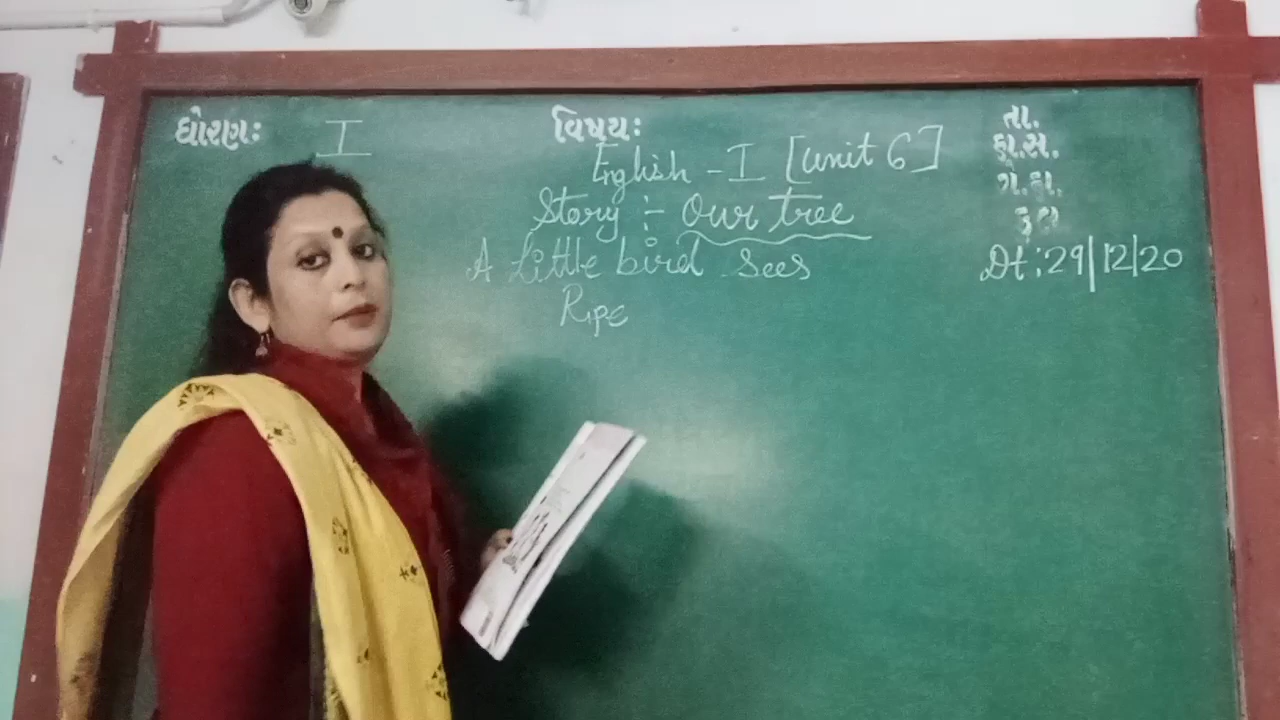 ધોરણઃ I
વિષયઃ
English - I [unit 6]
Story :- Our tree
A little bird sees
Ripe
તા.
કા.સ.
ગે.હા.
કુલ
Dt : 29/12/20